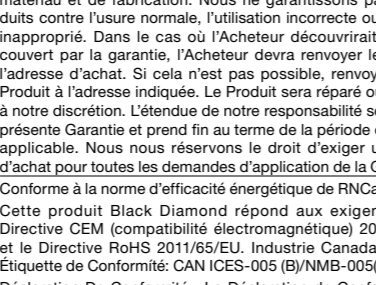 matériau et de fabrication. Nous ne garantissons pa
duits contre l'usure normale, l'utilisation incorrecte ou
inapproprié. Dans le cas où l'Acheteur découvrirait
couvert par la garantie, l'Acheteur devra renvoyer le
l'adresse d'achat. Si cela n'est pas possible, renvoy
Produit à l'adresse indiquée. Le Produit sera réparé ou
à notre discrétion. L'étendue de notre responsabilité se
présente Garantie et prend fin au terme de la période d
applicable. Nous nous réservons le droit d'exiger u
d'achat pour toutes les demandes d'application de la G
Conforme à la norme d'efficacité énergétique de RNCa
Cette produit Black Diamond répond aux exigen
Directive CEM (compatibilité électromagnétique) 20
et le Directive RoHS 2011/65/EU. Industrie Canada
Étiquette de Conformité: CAN ICES-005 (B)/NMB-005(